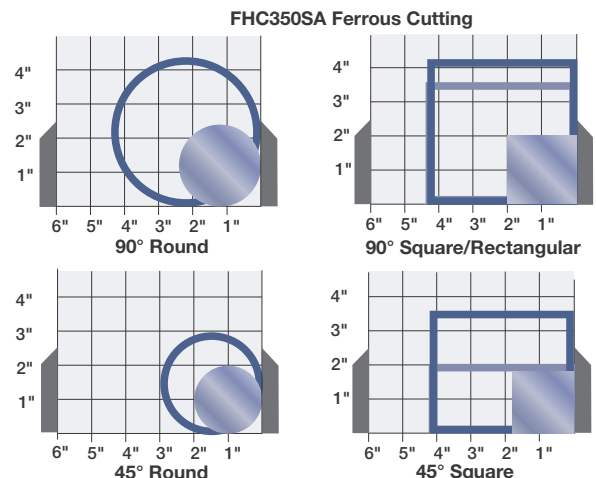 FHC350SA Ferrous Cutting
4"
3"
2"
1"
6" 5" 4" 3" 2" 1"
90° Round
4"
3"
2"
1"
6" 5" 4" 3" 2" 1"
90° Square/Rectangular
4"
3"
2"
1"
6" 5" 4" 3" 2" 1"
45° Round
4"
3"
2"
1"
6" 5" 4" 3" 2" 1"
45° Square